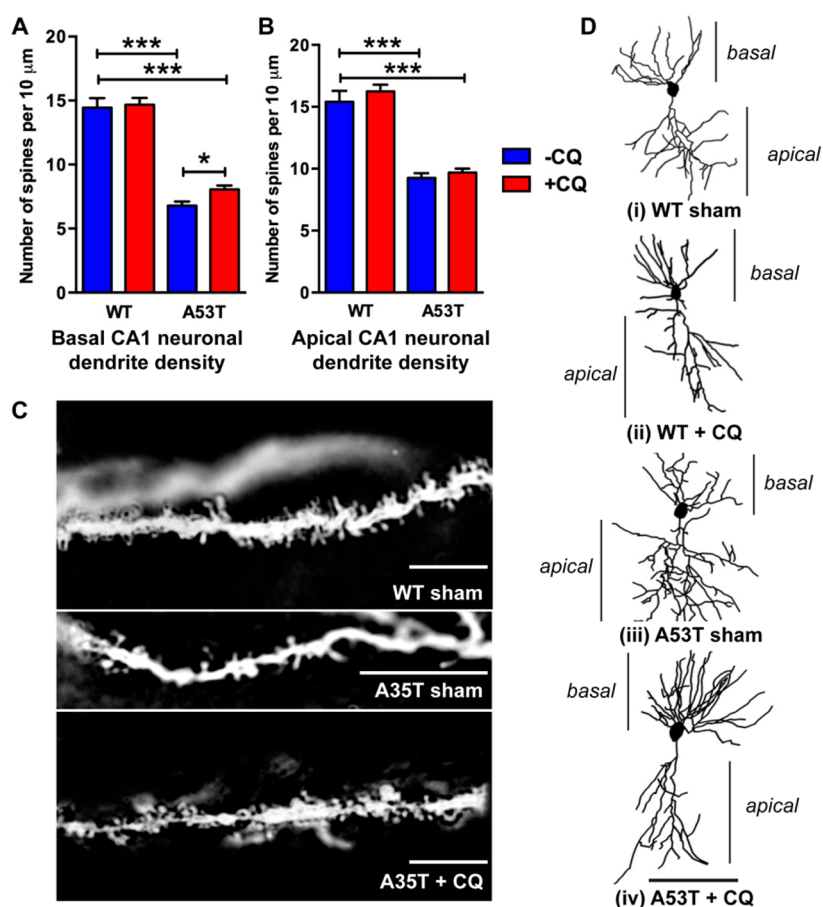 A
Number of spines per 10 μm
20
15
10
5
0
***
***
*
WT
A53T
Basal CA1 neuronal
dendrite density
B
Number of spines per 10 μm
20
15
10
5
0
***
***
WT
A53T
Apical CA1 neuronal
dendrite density
-CQ
+CQ
C
WT sham
A35T sham
A35T + CQ
D
basal
apical
(i) WT sham
basal
apical
(ii) WT + CQ
basal
apical
(iii) A53T sham
basal
apical
(iv) A53T + CQ